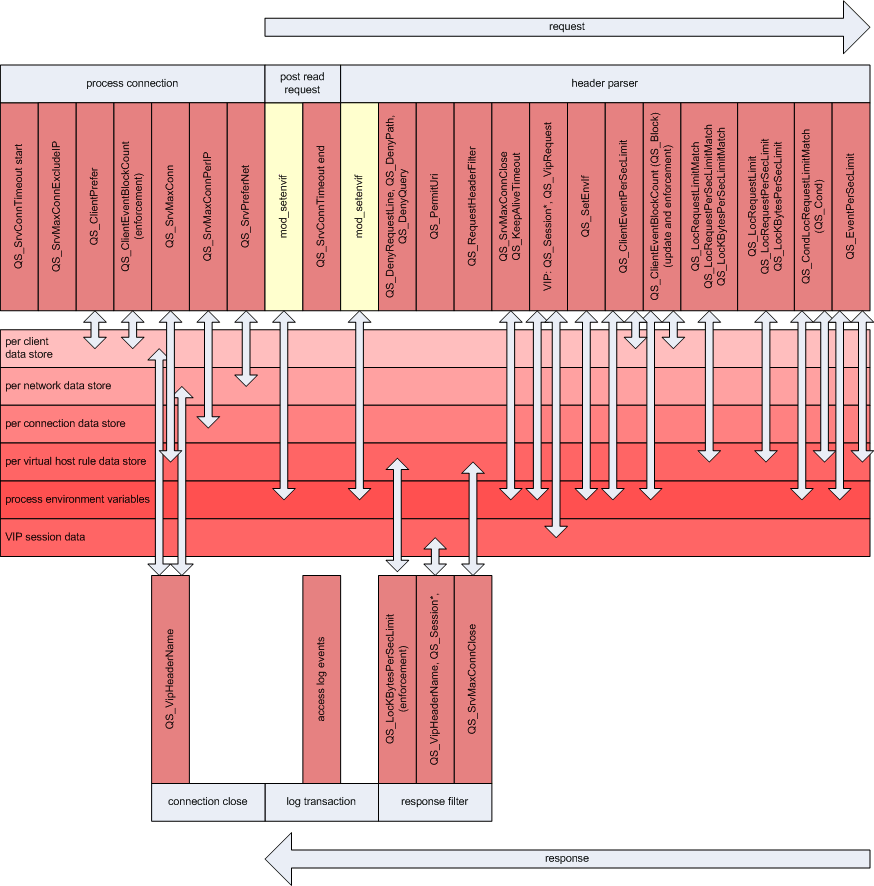 request
process connection
post read
request
header parser
QS_SrvConnTimeout start
QS_SrvMaxConnExcludeIP
QS_ClientPrefer
QS_ClientEventBlockCount
(enforcement)
QS_SrvMaxConn
QS_SrvMaxConnPerIP
QS_SrvPreferNet
mod_setenvif
QS_SrvConnTimeout end
mod_setenvif
QS_DenyRequestLine, QS_DenyPath,
QS_DenyQuery
QS_PermitUri
QS_RequestHeaderFilter
QS_SrvMaxConnClose
QS_KeepAliveTimeout
VIP: QS_Session*, QS_VipRequest
QS_SetEnvIf
QS_ClientEventPerSecLimit
QS_ClientEventBlockCount (QS_Block)
(update and enforcement)
QS_LocRequestLimitMatch
QS_LocRequestPerSecLimitMatch
QS_LocKBytesPerSecLimitMatch
QS_LocRequestLimit
QS_LocRequestPerSecLimit
QS_LocKBytesPerSecLimit
QS_CondLocRequestLimitMatch
(QS_Cond)
QS_EventPerSecLimit
per client
data store
per network data store
per connection data store
per virtual host rule data store
process environment variables
VIP session data
QS_VipHeaderName
access log events
QS_LocKBytesPerSecLimit
(enforcement)
QS_VipHeaderName, QS_Session*,
QS_SrvMaxConnClose
connection close
log transaction
response filter
response